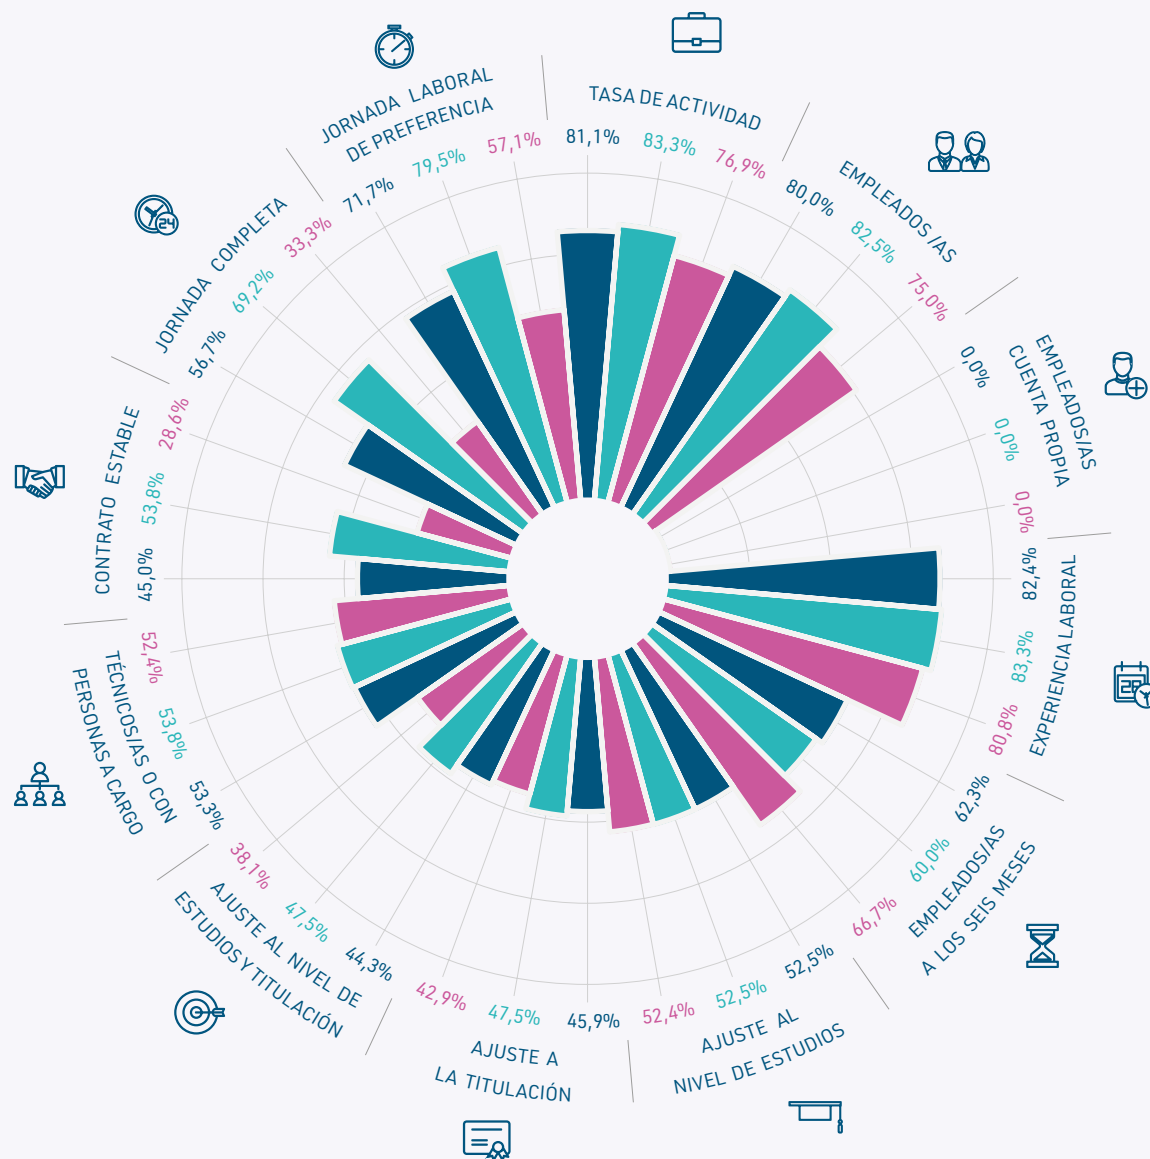 TASA DE ACTIVIDAD
81,1%
83,3%
76,9%
EMPLEADOS /AS
80,0%
82,5%
75,0%
EMPLEADOS/AS
CUENTA PROPIA
0,0%
0,0%
0,0%
EXPERIENCIA LABORAL
82,4%
83,3%
80,8%
EMPLEADOS/AS
A LOS SEIS MESES
62,3%
60,0%
66,7%
AJUSTE AL
NIVEL DE ESTUDIOS
52,5%
52,5%
52,4%
AJUSTE A
LA TITULACIÓN
45,9%
47,5%
42,9%
AJUSTE AL NIVEL DE
ESTUDIOS Y TITULACIÓN
44,3%
47,5%
38,1%
TÉCNICOS/AS O CON
PERSONAS A CARGO
53,3%
53,8%
52,4%
CONTRATO ESTABLE
45,0%
53,8%
28,6%
JORNADA COMPLETA
56,7%
69,2%
33,3%
24
JORNADA LABORAL
DE PREFERENCIA
71,7%
79,5%
57,1%